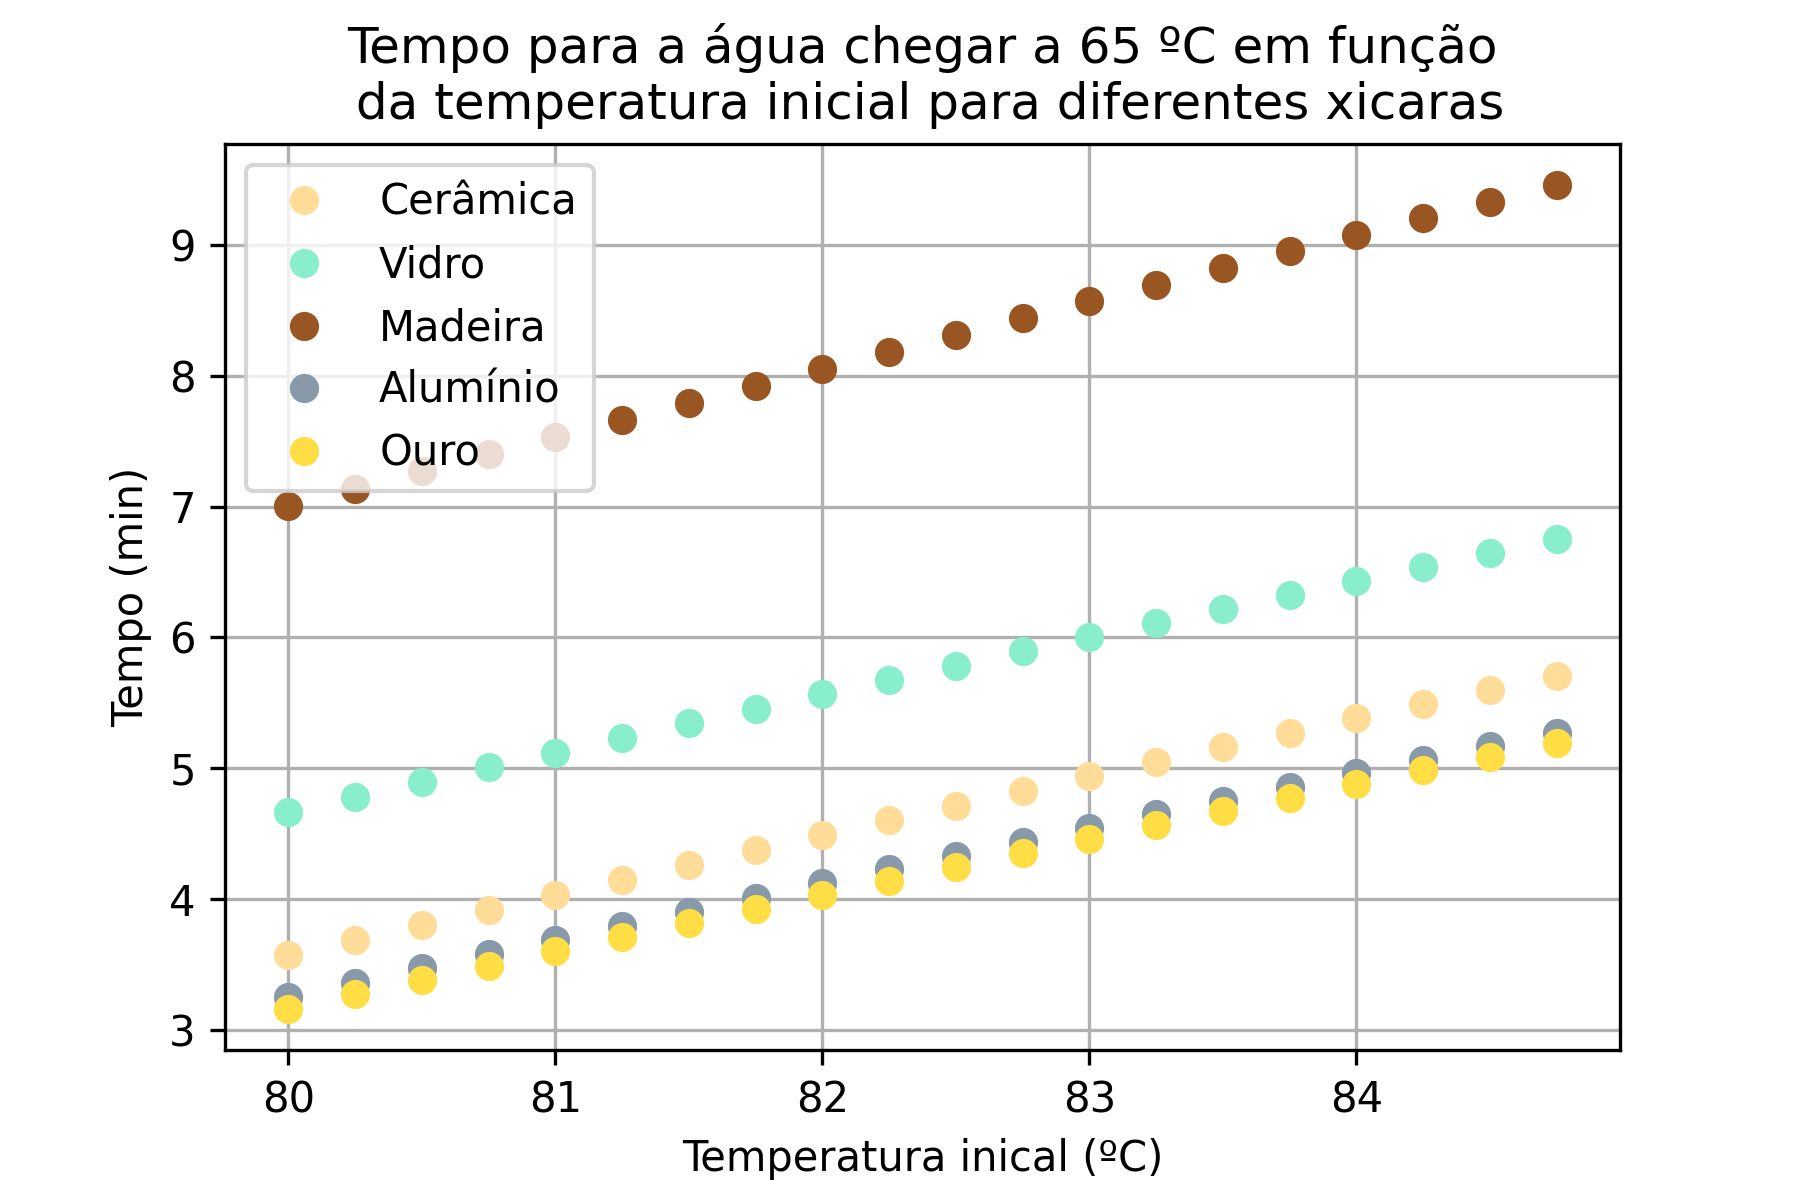 Tempo para a água chegar a 65 ºC em função
da temperatura inicial para diferentes xicaras
Cerâmica
Vidro
Madeira
Alumínio
Ouro
9
8
7
6
5
4
3
Tempo (min)
80 81 82 83 84
Temperatura inical (ºC)